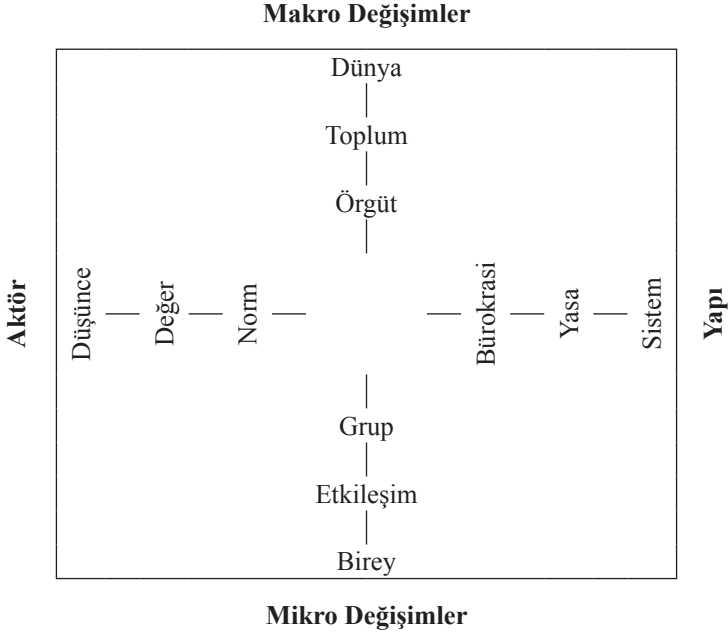 Makro Değişimler
Dünya
Toplum
Örgüt
Aktör
Düşünce
Değer
Norm
Bürokrasi
Yasa
Sistem
Yapı
Grup
Etkileşim
Birey
Mikro Değişimler